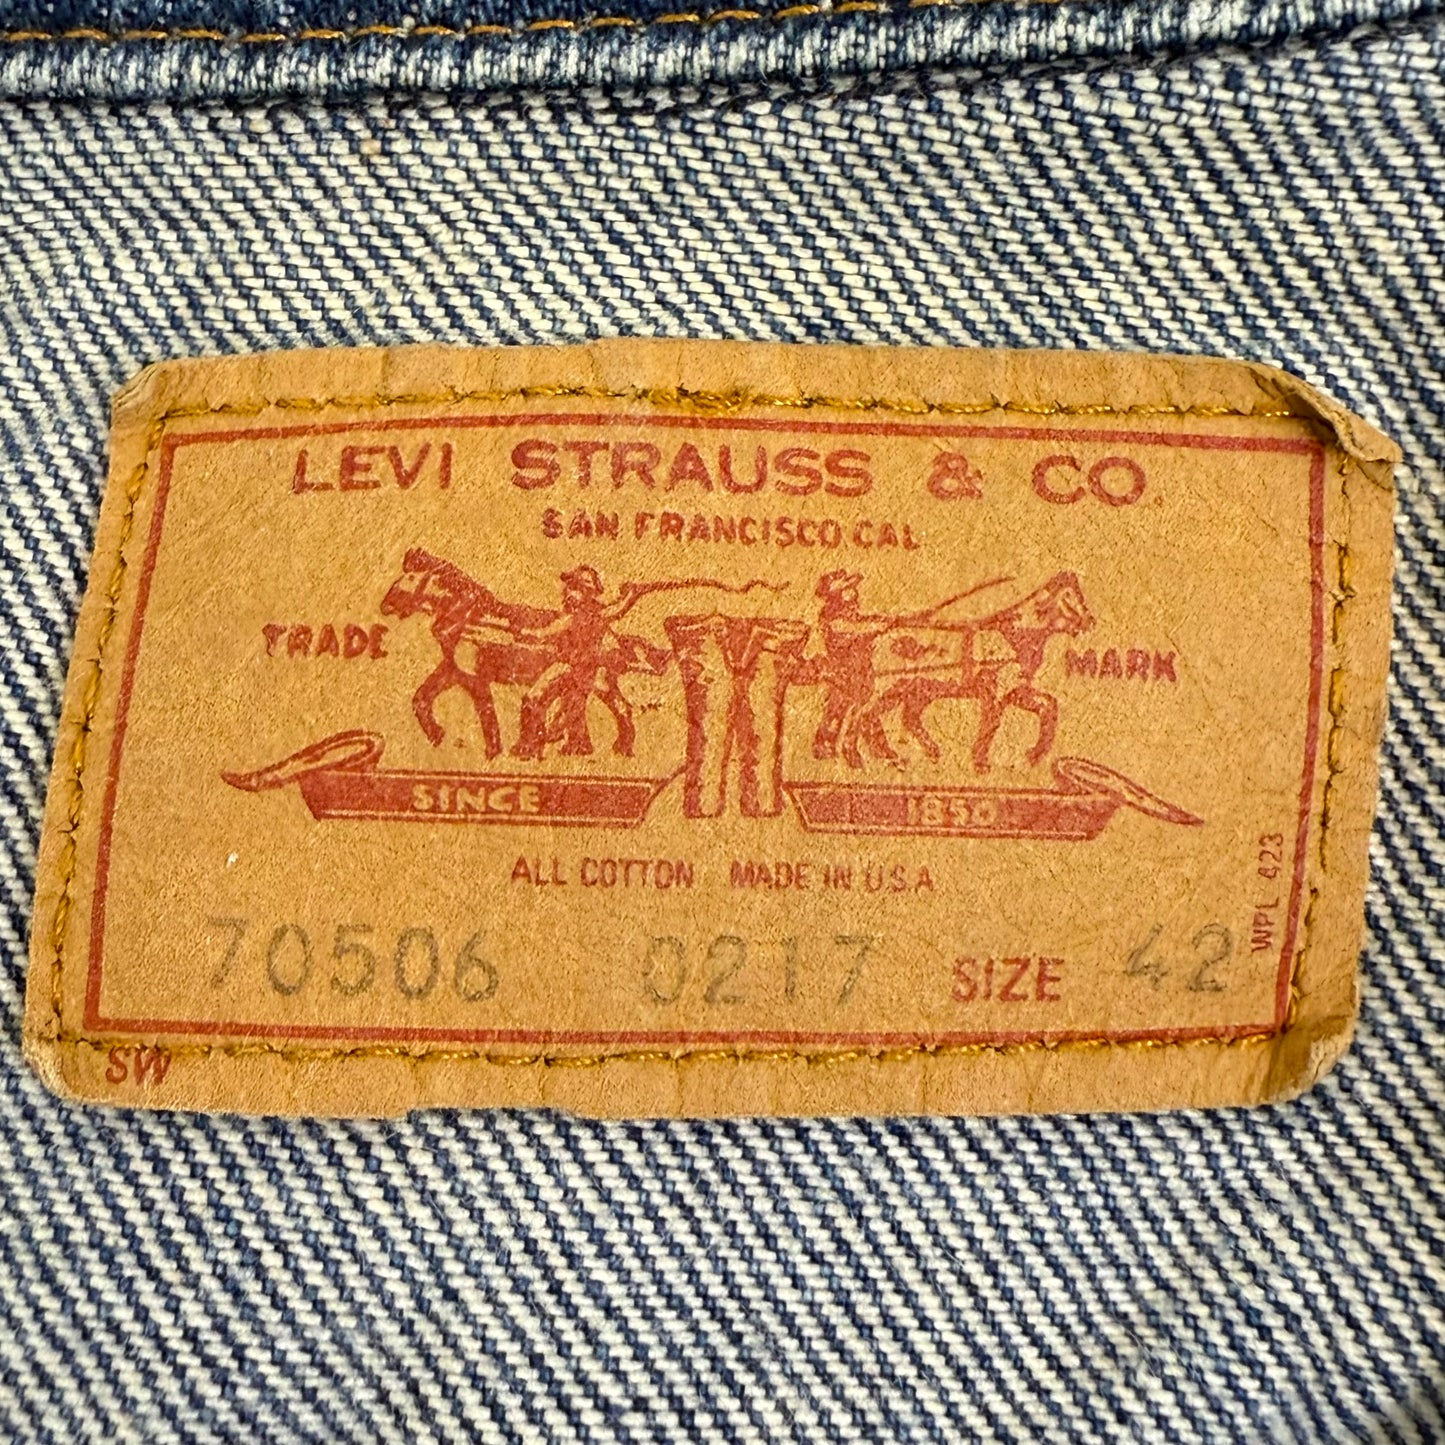 LEVI STRAUSS & CO.
SAN FRANCISCO, CAL
TRADE MARK
SINCE 1850
ALL COTTON MADE IN U.S.A.
70506 0217 SIZE 42
WPL 423
SW